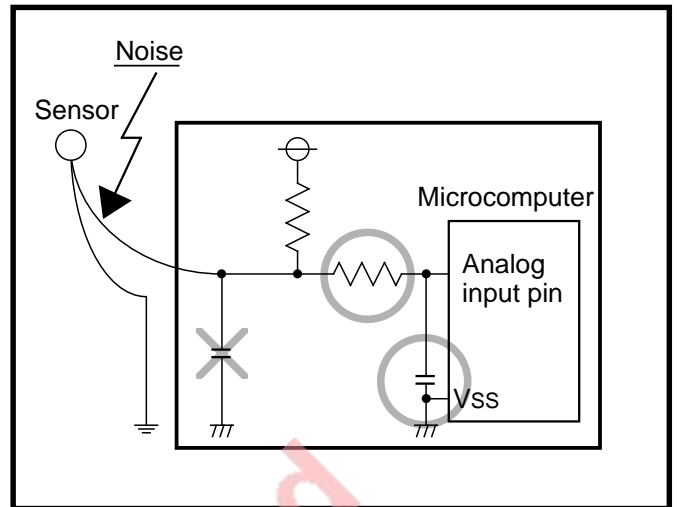 Noise
Sensor
Microcomputer
Analog
input pin
VSS